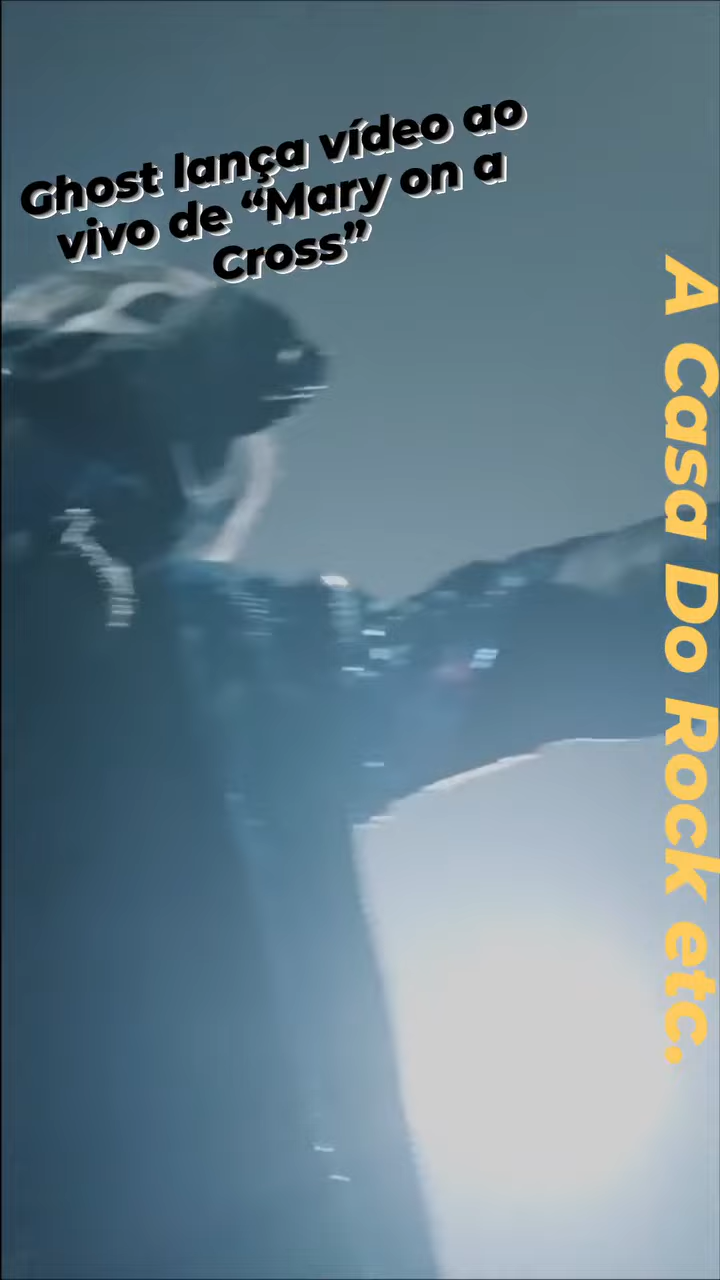 Ghost lança vídeo ao
vivo de “Mary on a
Cross”
A Casa Do Rock etc.